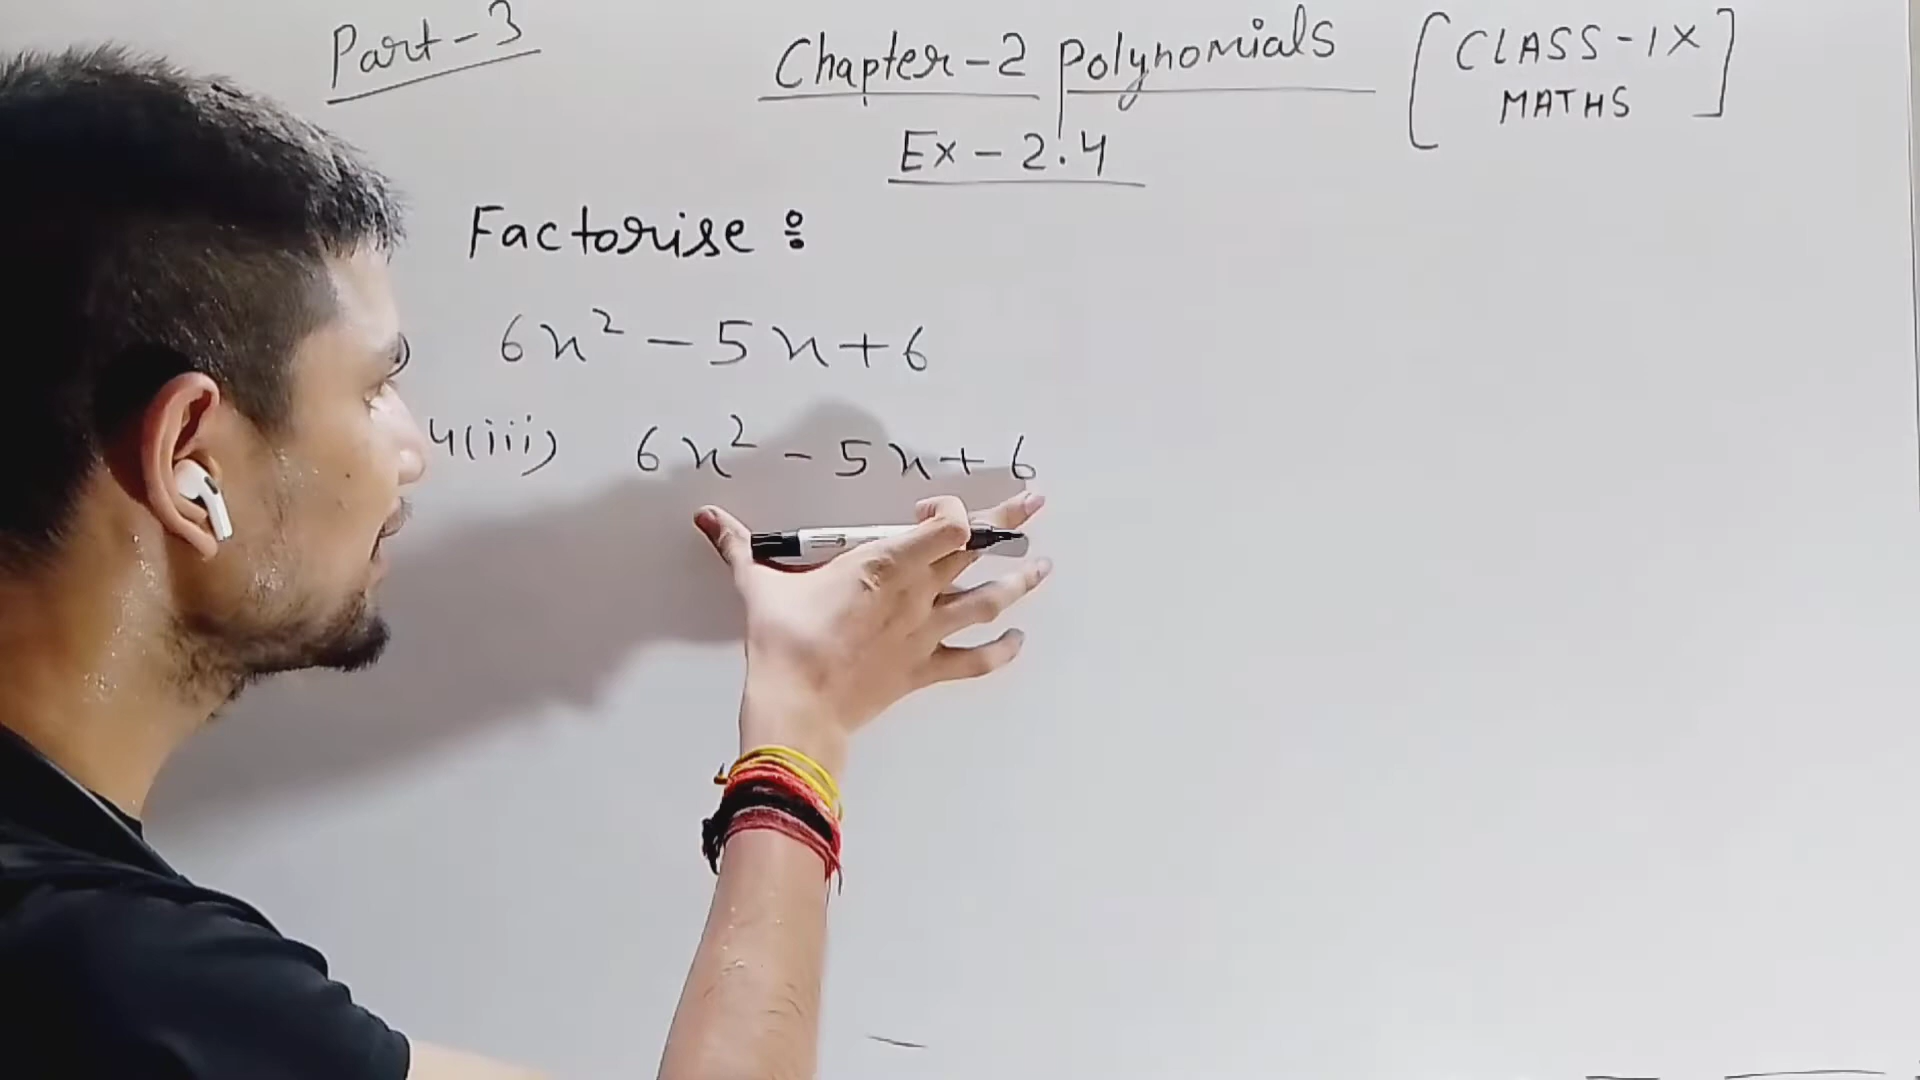 Part-3
Chapter-2 Polynomials
[CLASS-IX
MATHS]
Ex-2.4
Factorise:
) 6x² - 5x + 6
4(iii) 6x² - 5x + 6